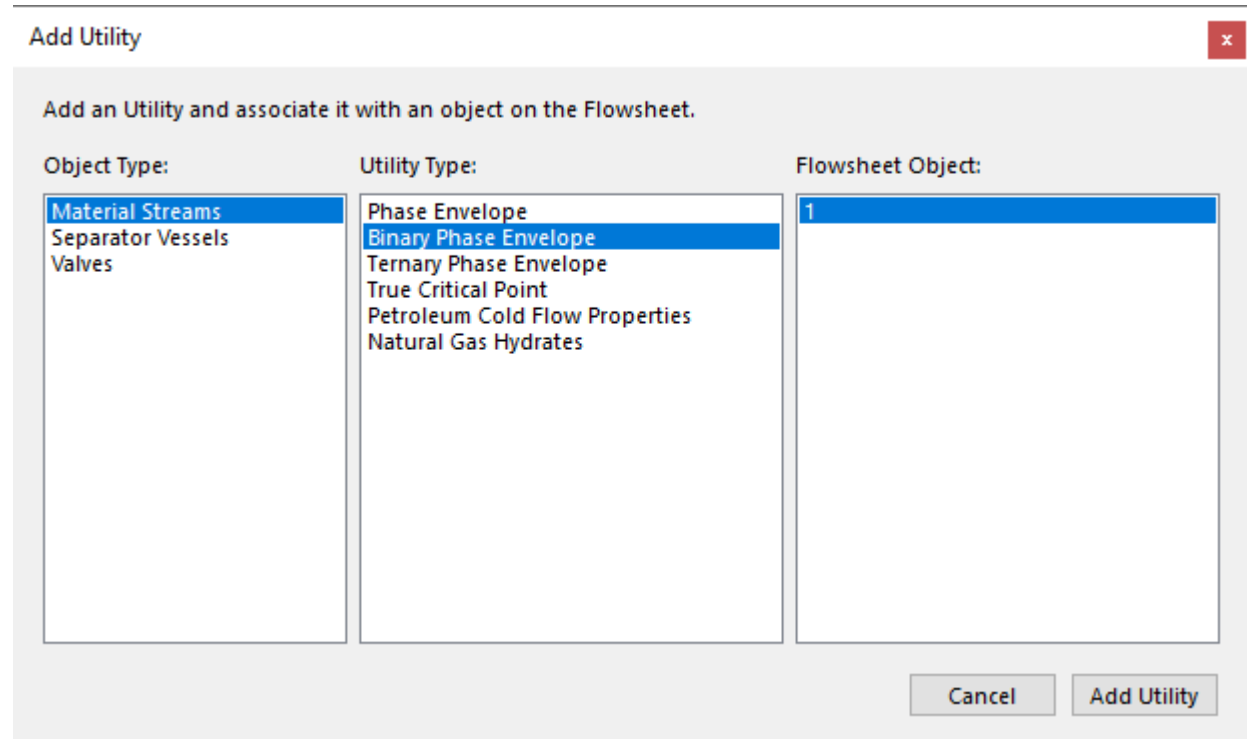 Add Utility
x
Add an Utility and associate it with an object on the Flowsheet.
Object Type:
Material Streams
Separator Vessels
Valves
Utility Type:
Phase Envelope
Binary Phase Envelope
Ternary Phase Envelope
True Critical Point
Petroleum Cold Flow Properties
Natural Gas Hydrates
Flowsheet Object:
1
Cancel
Add Utility